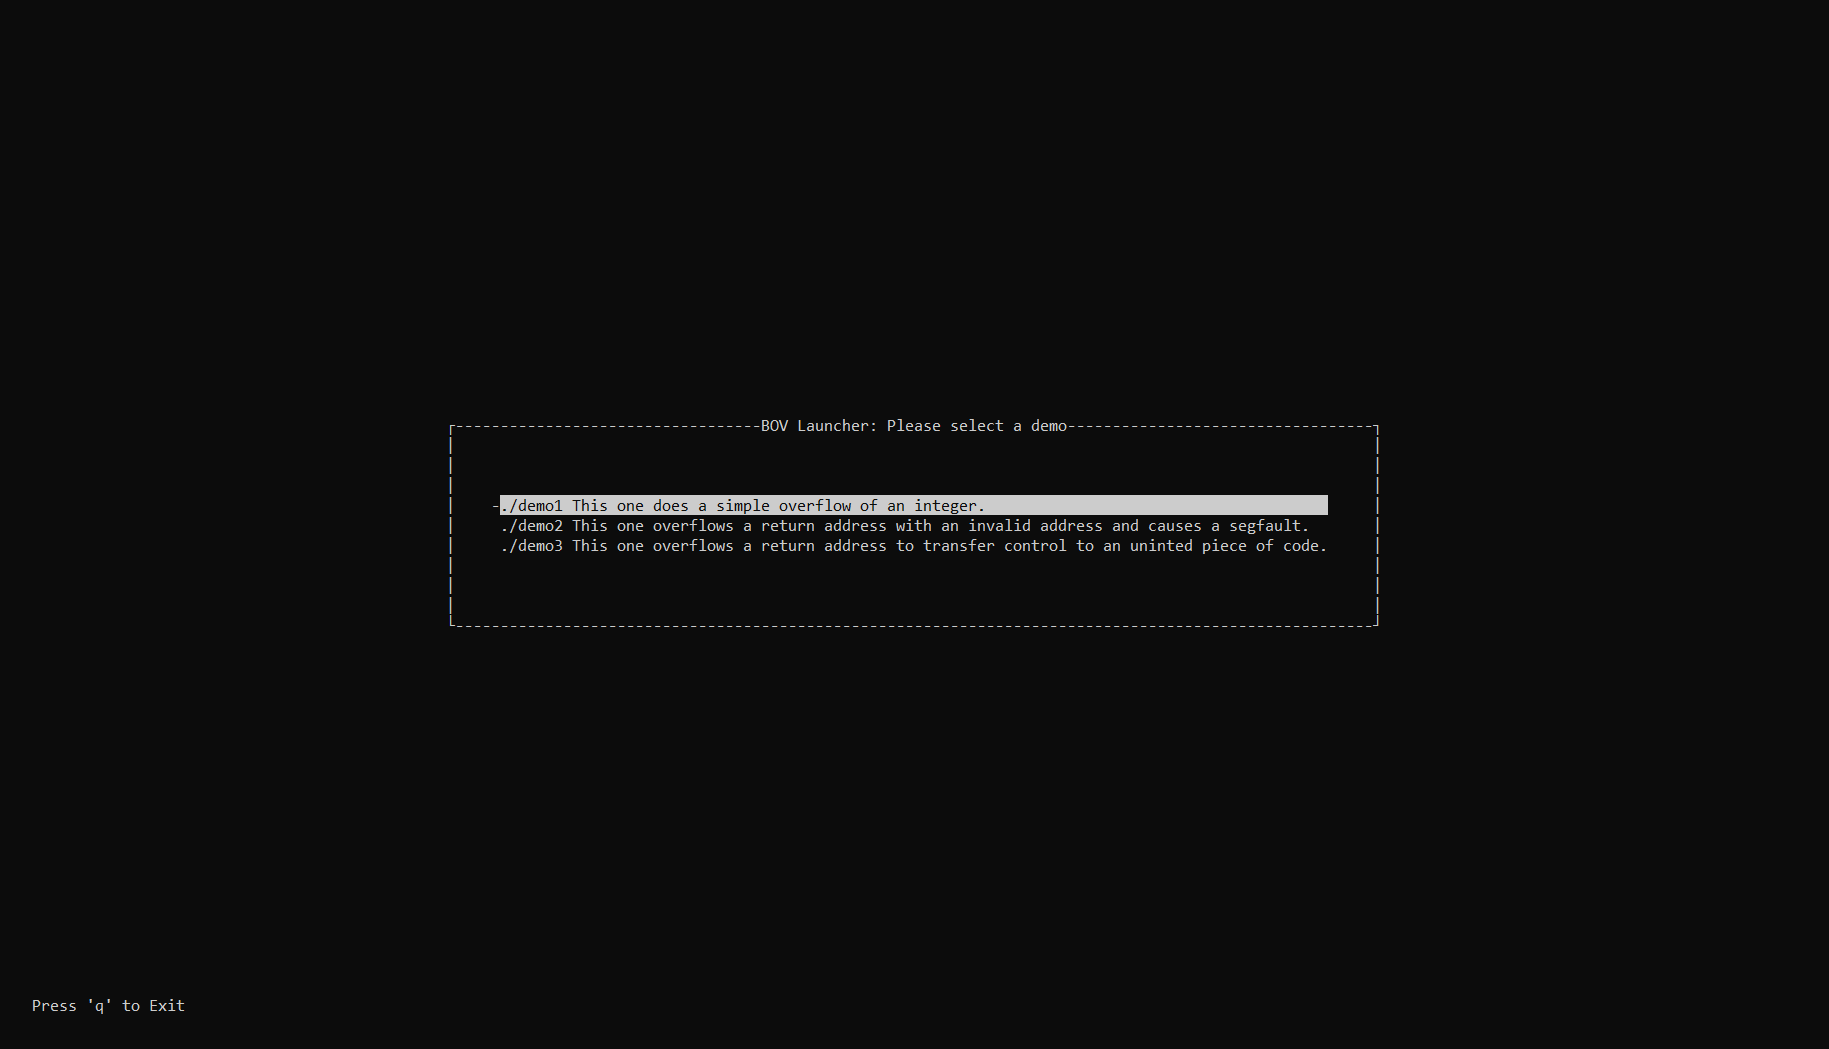 BOV Launcher: Please select a demo
-./demo1 This one does a simple overflow of an integer.
./demo2 This one overflows a return address with an invalid address and causes a segfault.
./demo3 This one overflows a return address to transfer control to an uninted piece of code.
Press 'q' to Exit